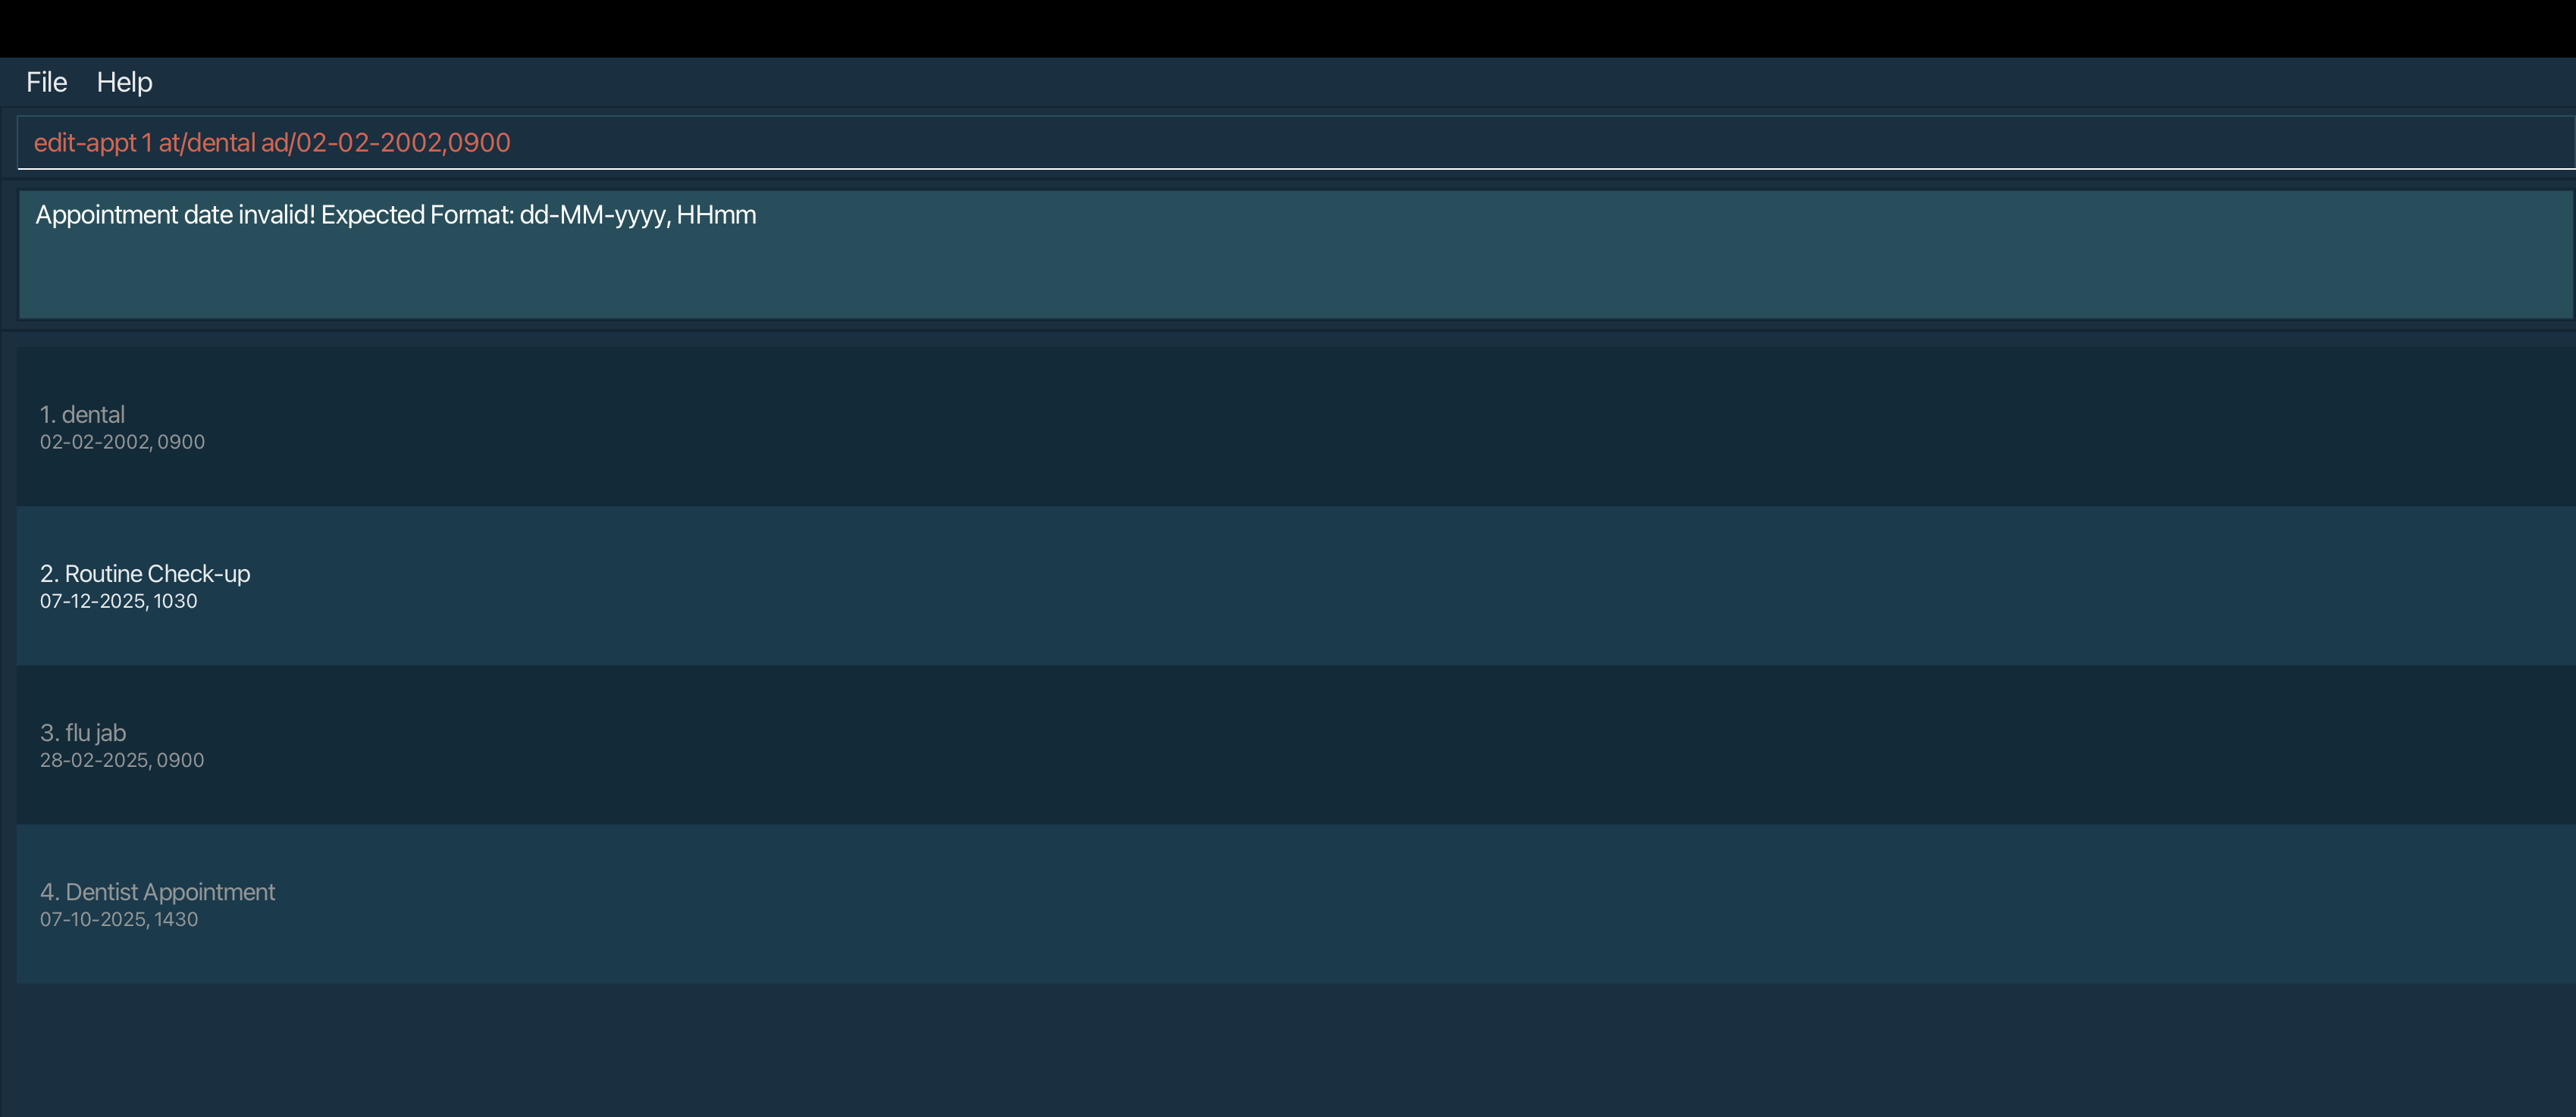 File Help
edit-appt 1 at/dental ad/02-02-2002,0900
Appointment date invalid! Expected Format: dd-MM-yyyy, HHmm
1. dental
02-02-2002, 0900
2. Routine Check-up
07-12-2025, 1030
3. flu jab
28-02-2025, 0900
4. Dentist Appointment
07-10-2025, 1430